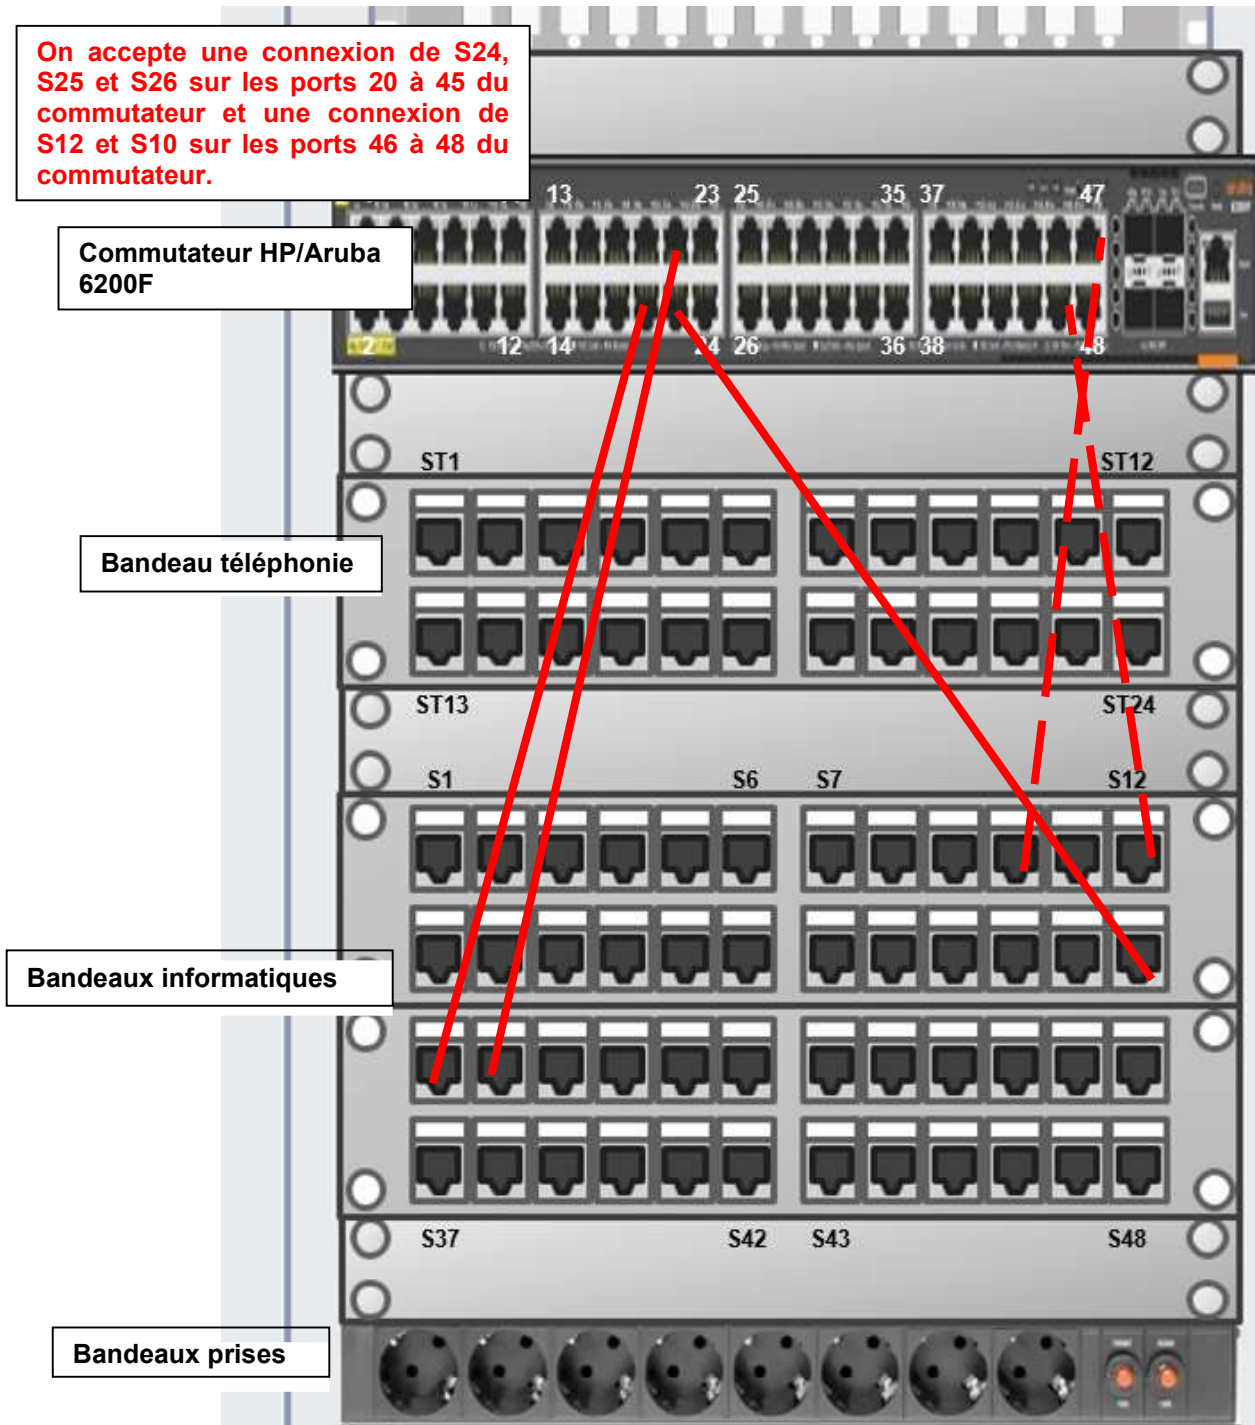 On accepte une connexion de S24,
S25 et S26 sur les ports 20 à 45 du
commutateur et une connexion de
S12 et S10 sur les ports 46 à 48 du
commutateur.
13 23 25 35 37 47
Commutateur HP/Aruba
6200F
2 12 14 24 26 36 38 48
ST1 ST12
Bandeau téléphonie
ST13 ST24
S1 S6 S7 S12
Bandeaux informatiques
S37 S42 S43 S48
Bandeaux prises